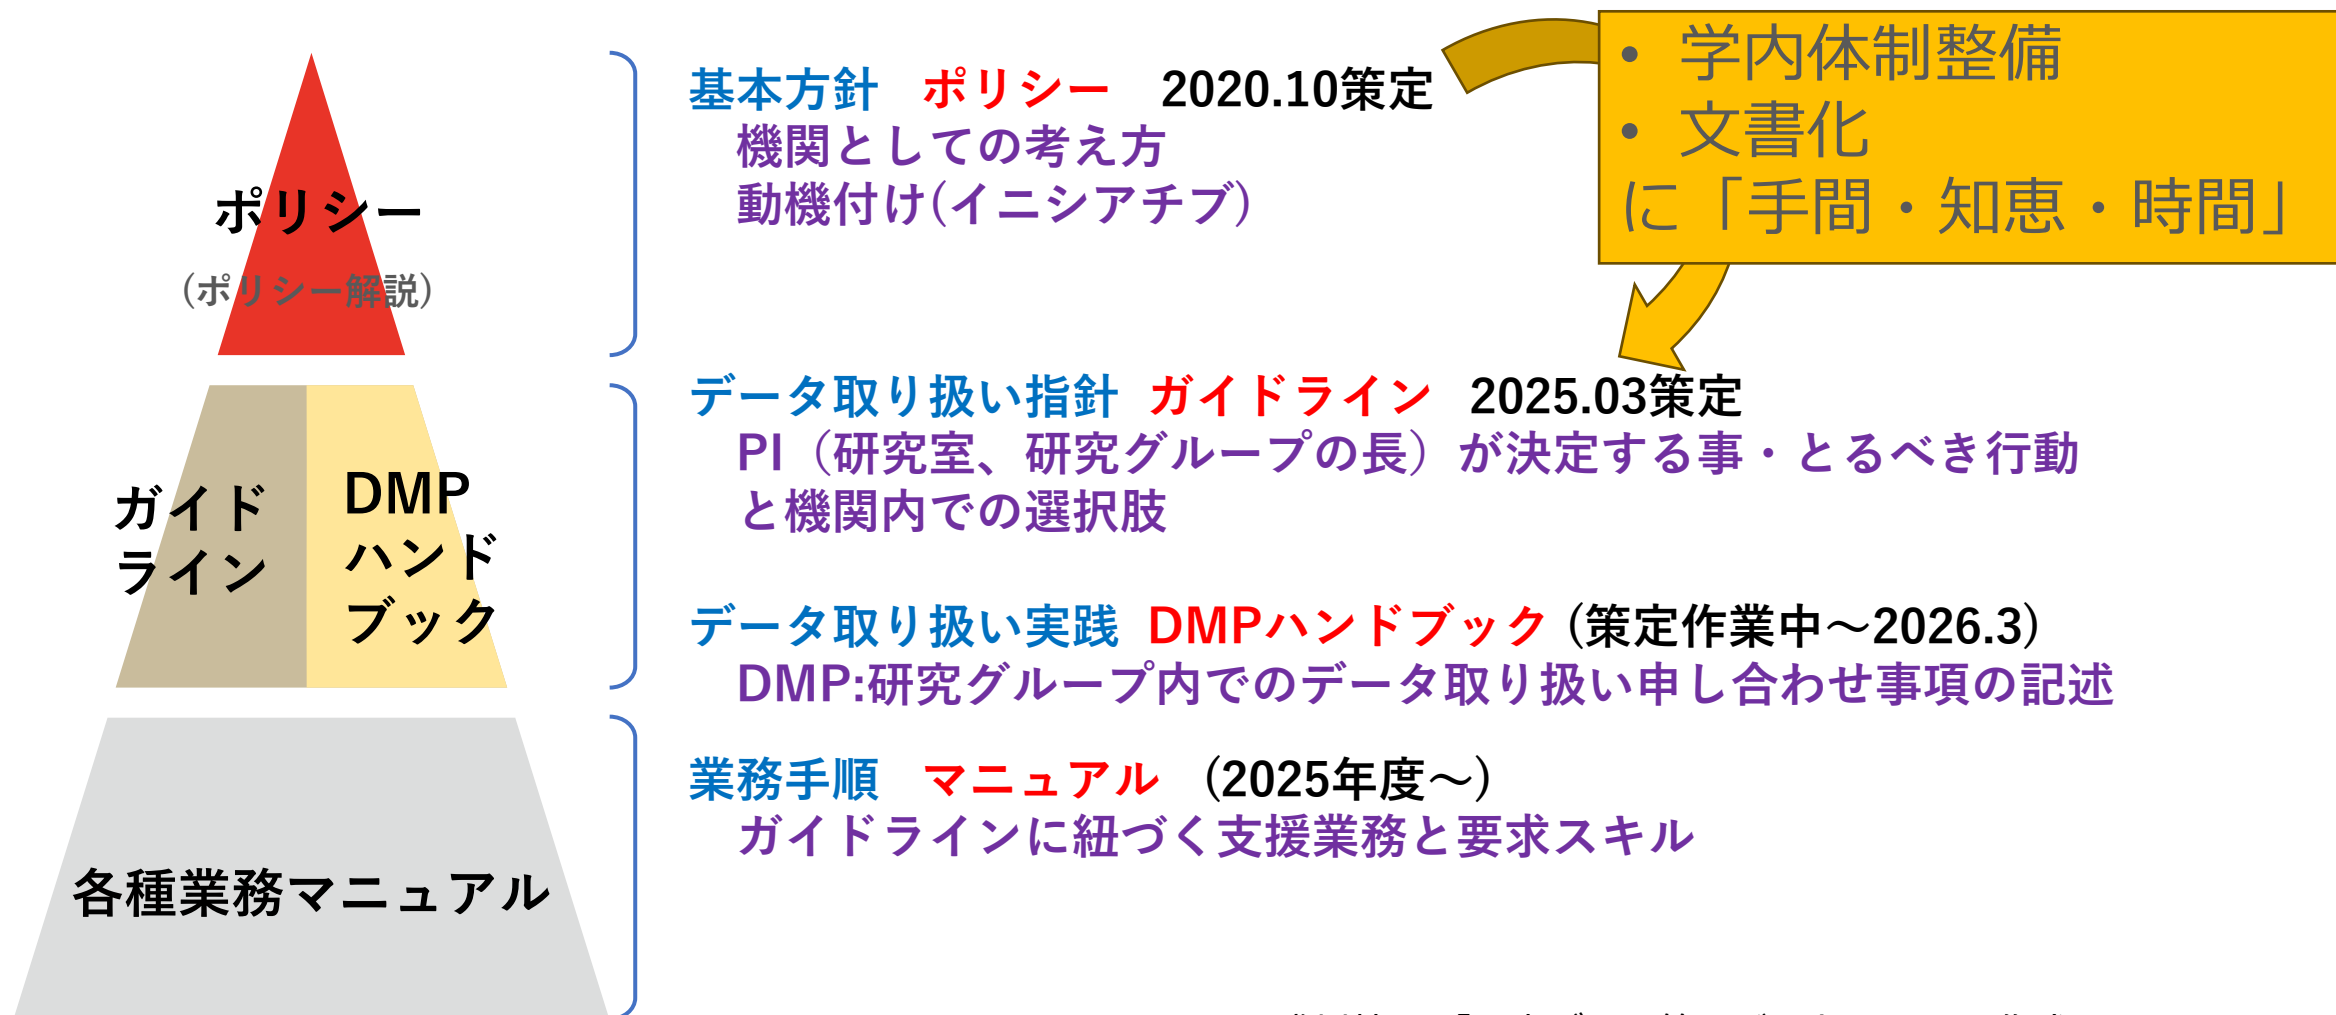 ポリシー
(ポリシー解説)
ガイド
ライン
DMP
ハンド
ブック
各種業務マニュアル
基本方針 ポリシー 2020.10策定
機関としての考え方
動機付け(イニシアチブ)
• 学内体制整備
• 文書化
に「手間・知恵・時間」
データ取り扱い指針 ガイドライン 2025.03策定
PI（研究室、研究グループの長）が決定する事・とるべき行動
と機関内での選択肢
データ取り扱い実践 DMPハンドブック (策定作業中～2026.3)
DMP:研究グループ内でのデータ取り扱い申し合わせ事項の記述
業務手順 マニュアル (2025年度～)
ガイドラインに紐づく支援業務と要求スキル